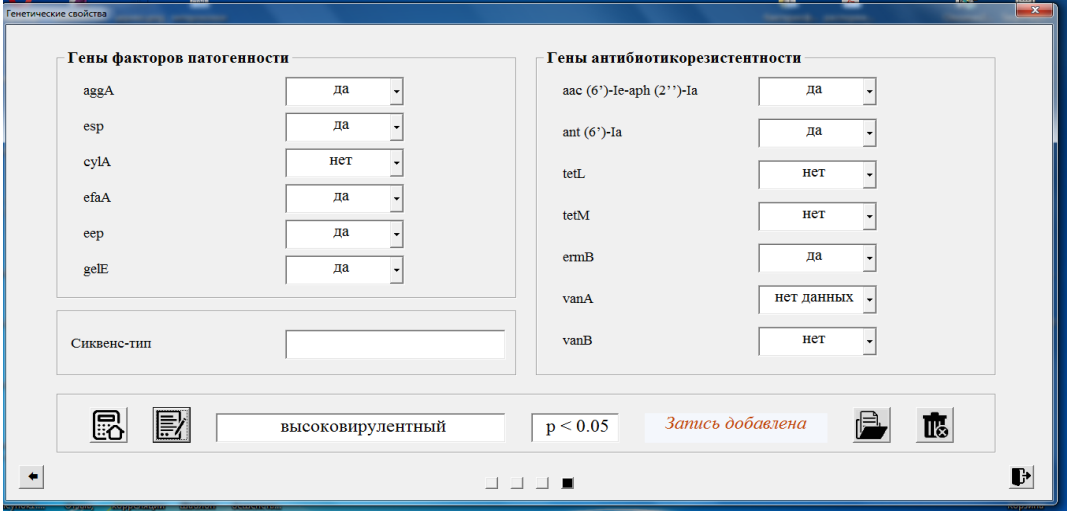 Генетические свойства
Гены факторов патогенности
aggA да
esp да
cylA нет
efaA да
eep да
gelE да
Сиквенс-тип
Гены антибиотикорезистентности
aac (6’)-Ie-aph (2’’)-Ia да
ant (6’)-Ia да
tetL нет
tetM нет
ermB да
vanA нет данных
vanB нет
высоковирулентный
p < 0.05
Запись добавлена